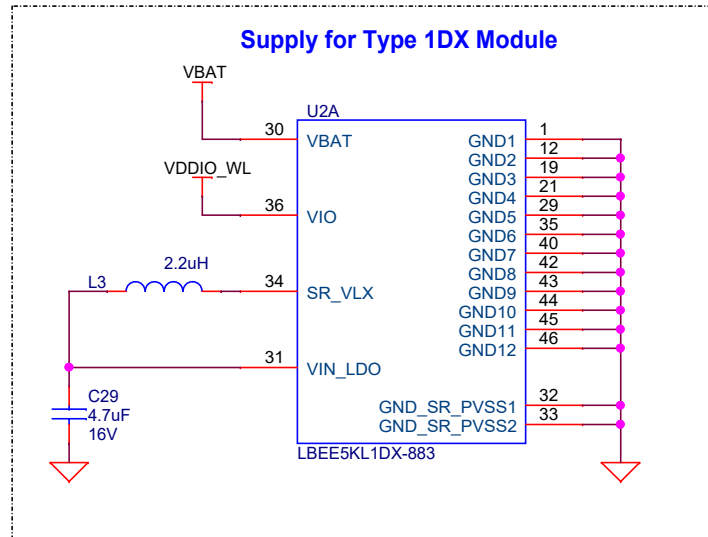 Supply for Type 1DX Module
VBAT
U2A
30 VBAT
VDDIO_WL
36 VIO
L3 2.2uH
34 SR_VLX
31 VIN_LDO
C29
4.7uF
16V
GND1 1
GND2 12
GND3 19
GND4 21
GND5 29
GND6 35
GND7 40
GND8 42
GND9 43
GND10 44
GND11 45
GND12 46
GND_SR_PVSS1 32
GND_SR_PVSS2 33
LBEE5KL1DX-883